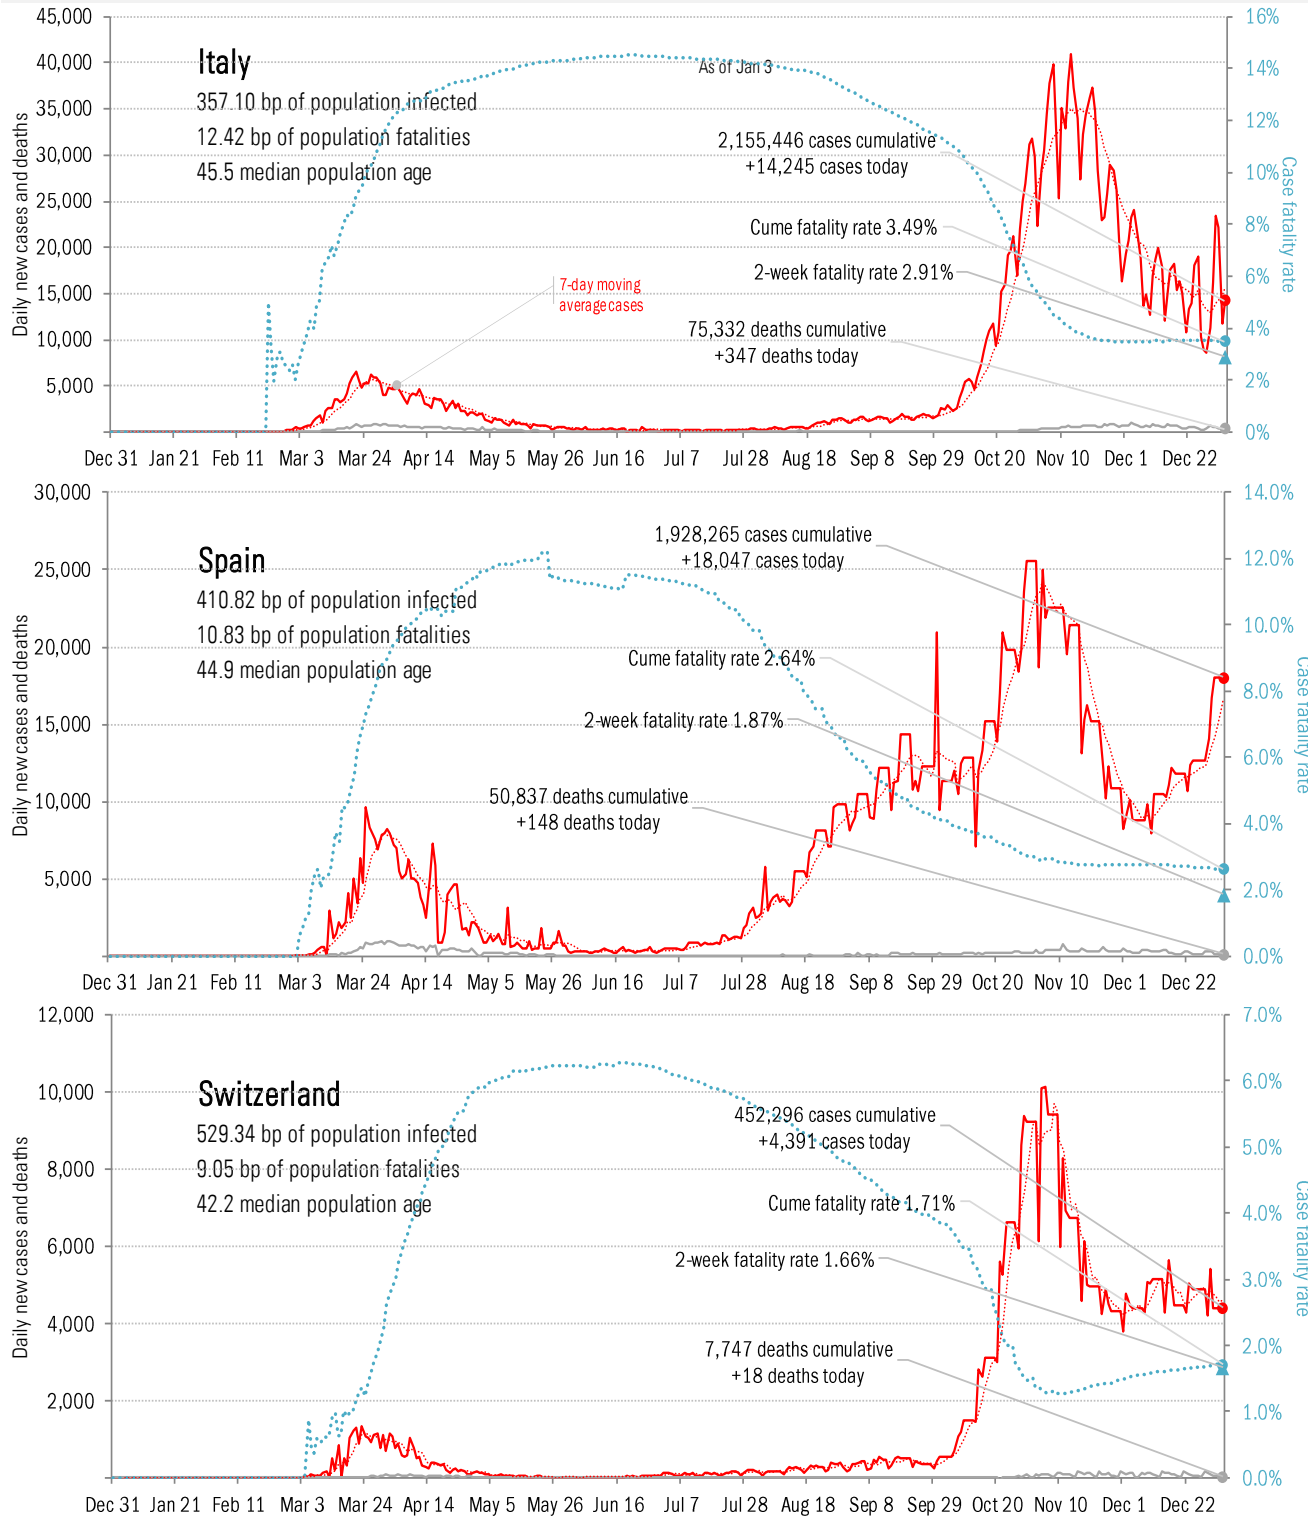 45,000
40,000
35,000
30,000
25,000
20,000
15,000
10,000
5,000
Daily new cases and deaths
16%
14%
12%
10%
8%
6%
4%
2%
0%
Case fatality rate
Italy
357.10 bp of population infected
12.42 bp of population fatalities
45.5 median population age
As of Jan 3
2,155,446 cases cumulative
+14,245 cases today
Cume fatality rate 3.49%
2-week fatality rate 2.91%
7-day moving
average cases
75,332 deaths cumulative
+347 deaths today
Dec 31 Jan 21 Feb 11 Mar 3 Mar 24 Apr 14 May 5 May 26 Jun 16 Jul 7 Jul 28 Aug 18 Sep 8 Sep 29 Oct 20 Nov 10 Dec 1 Dec 22
30,000
25,000
20,000
15,000
10,000
5,000
Daily new cases and deaths
14.0%
12.0%
10.0%
8.0%
6.0%
4.0%
2.0%
0.0%
Case fatality rate
Spain
410.82 bp of population infected
10.83 bp of population fatalities
44.9 median population age
1,928,265 cases cumulative
+18,047 cases today
Cume fatality rate 2.64%
2-week fatality rate 1.87%
50,837 deaths cumulative
+148 deaths today
Dec 31 Jan 21 Feb 11 Mar 3 Mar 24 Apr 14 May 5 May 26 Jun 16 Jul 7 Jul 28 Aug 18 Sep 8 Sep 29 Oct 20 Nov 10 Dec 1 Dec 22
12,000
10,000
8,000
6,000
4,000
2,000
Daily new cases and deaths
7.0%
6.0%
5.0%
4.0%
3.0%
2.0%
1.0%
0.0%
Case fatality rate
Switzerland
529.34 bp of population infected
9.05 bp of population fatalities
42.2 median population age
452,296 cases cumulative
+4,391 cases today
Cume fatality rate 1.71%
2-week fatality rate 1.66%
7,747 deaths cumulative
+18 deaths today
Dec 31 Jan 21 Feb 11 Mar 3 Mar 24 Apr 14 May 5 May 26 Jun 16 Jul 7 Jul 28 Aug 18 Sep 8 Sep 29 Oct 20 Nov 10 Dec 1 Dec 22